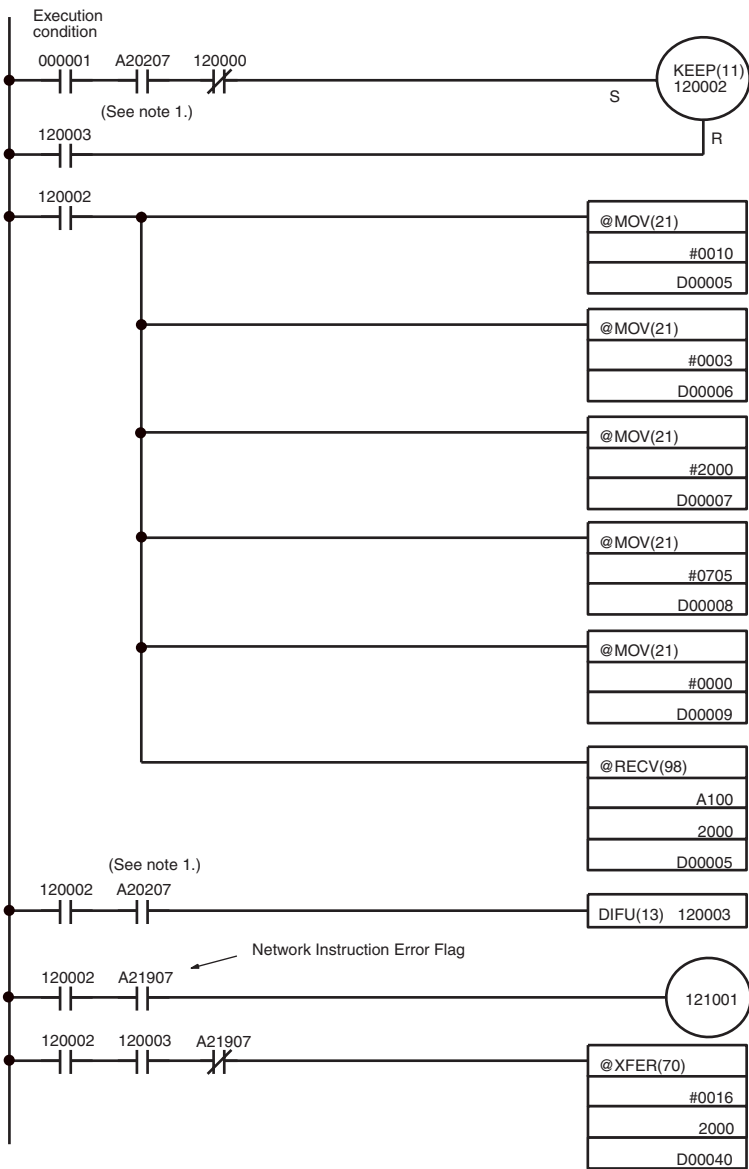 Execution
condition
000001 A20207 120000
KEEP(11)
120002
S
(See note 1.)
R
120003
120002
@MOV(21)
#0010
D00005
@MOV(21)
#0003
D00006
@MOV(21)
#2000
D00007
@MOV(21)
#0705
D00008
@MOV(21)
#0000
D00009
@RECV(98)
A100
2000
D00005
(See note 1.)
120002 A20207
DIFU(13) 120003
Network Instruction Error Flag
120002 A21907
121001
120002 120003 A21907
@XFER(70)
#0016
2000
D00040